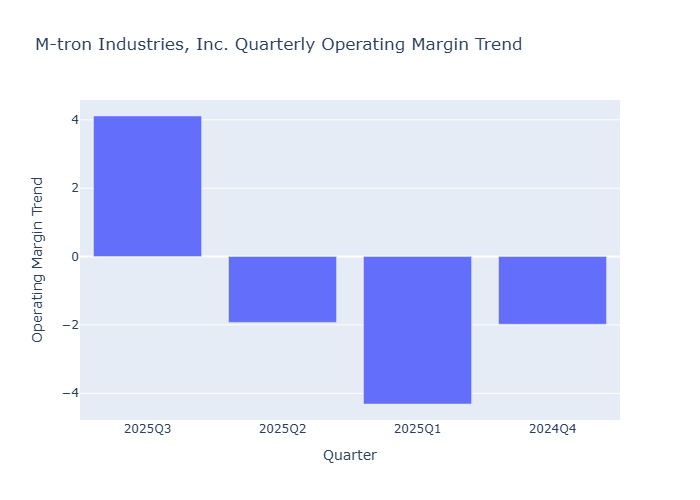 M-tron Industries, Inc. Quarterly Operating Margin Trend
Operating Margin Trend
4
2
0
−2
−4
2025Q3 2025Q2 2025Q1 2024Q4
Quarter